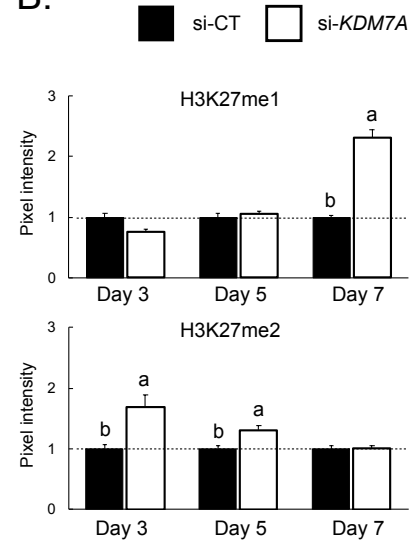 B.
si-CT si-KDM7A
H3K27me1
Pixel intensity
3
2
1
0
b a
Day 3 Day 5 Day 7
H3K27me2
Pixel intensity
3
2
1
0
b a b a
Day 3 Day 5 Day 7